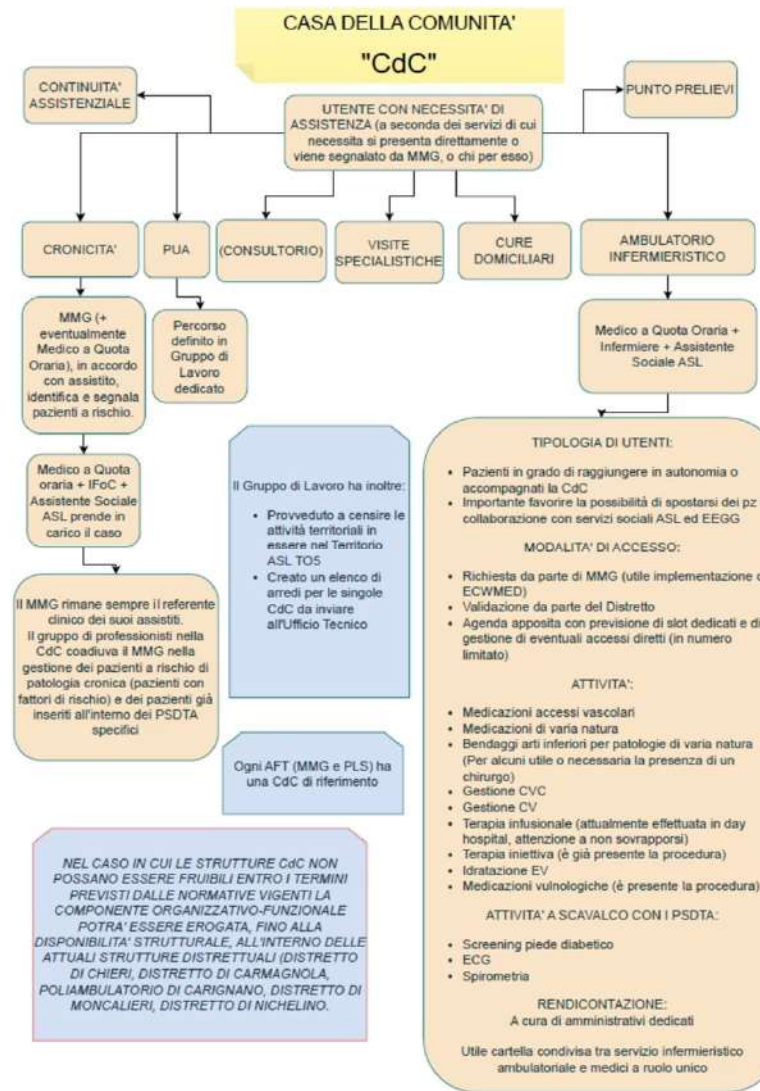 CASA DELLA COMUNITA'
"CdC"
CONTINUITA'
ASSISTENZIALE
PUNTO PRELIEVI
UTENTE CON NECESSITA' DI
ASSISTENZA (a seconda dei servizi di cui
necessita si presenta direttamente o
viene segnalato da MMG, o chi per esso)
CRONICITA'
PUA
(CONSULTORIO)
VISITE
SPECIALISTICHE
CURE
DOMICILIARI
AMBULATORIO
INFERMIERISTICO
MMG (+
eventualmente
Medico a Quota
Oraria), in accordo
con assistito,
identifica e segnala
pazienti a rischio.
Percorso
definito in
Gruppo di
Lavoro
dedicato
Medico a Quota Oraria +
Infermiere + Assistente
Sociale ASL
Medico a Quota
oraria + IFoC +
Assistente Sociale
ASL prende in
carico il caso
Il MMG rimane sempre il referente
clinico dei suoi assistiti.
Il gruppo di professionisti nella
CdC coadiuva il MMG nella
gestione dei pazienti a rischio di
patologia cronica (pazienti con
fattori di rischio) e dei pazienti già
inseriti all'interno dei PSDTA
specifici
Il Gruppo di Lavoro ha inoltre:
• Provveduto a censire le
attività territoriali in
essere nel Territorio
ASL TO5
• Creato un elenco di
arredi per le singole
CdC da inviare
all'Ufficio Tecnico
Ogni AFT (MMG e PLS) ha
una CdC di riferimento
NEL CASO IN CUI LE STRUTTURE CdC NON
POSSANO ESSERE FRUIBILI ENTRO I TERMINI
PREVISTI DALLE NORMATIVE VIGENTI LA
COMPONENTE ORGANIZZATIVO-FUNZIONALE
POTRA' ESSERE EROGATA, FINO ALLA
DISPONIBILITA' STRUTTURALE, ALL'INTERNO DELLE
ATTUALI STRUTTURE DISTRETTUALI (DISTRETTO
DI CHIERI, DISTRETTO DI CARMAGNOLA,
POLIAMBULATORIO DI CARIGNANO, DISTRETTO DI
MONCALIERI, DISTRETTO DI NICHELINO.
TIPOLOGIA DI UTENTI:
• Pazienti in grado di raggiungere in autonomia o
accompagnati la CdC
• Importante favorire la possibilità di spostarsi dei pz
collaborazione con servizi sociali ASL ed EEGG
MODALITA' DI ACCESSO:
• Richiesta da parte di MMG (utile implementazione
ECWMED)
• Validazione da parte del Distretto
• Agenda apposita con previsione di slot dedicati e di
gestione di eventuali accessi diretti (in numero
limitato)
ATTIVITA':
• Medicazioni accessi vascolari
• Medicazioni di varia natura
• Bendaggi arti inferiori per patologie di varia natura
(Per alcuni utile o necessaria la presenza di un
chirurgo)
• Gestione CVC
• Gestione CV
• Terapia infusionale (attualmente effettuata in day
hospital, attenzione a non sovrapporsi)
• Terapia iniettiva (è già presente la procedura)
• Idratazione EV
• Medicazioni vulnologiche (è presente la procedura)
ATTIVITA' A SCAVALCO CON I PSDTA:
• Screening piede diabetico
• ECG
• Spirometria
RENDICONTAZIONE:
A cura di amministrativi dedicati
Utile cartella condivisa tra servizio infermieristico
ambulatoriale e medici a ruolo unico